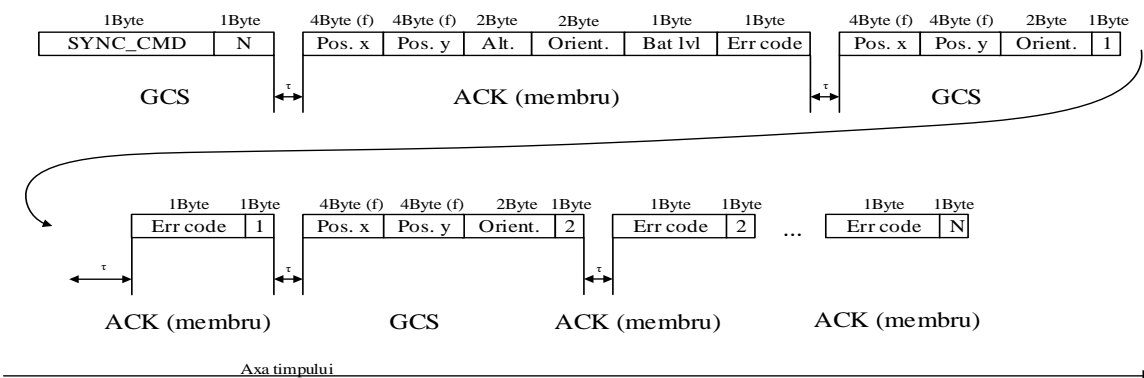 1Byte 1Byte 4Byte (f) 4Byte (f) 2Byte 2Byte 1Byte 1Byte 4Byte (f) 4Byte (f) 2Byte 1Byte
SYNC_CMD N Pos. x Pos. y Alt. Orient. Bat lvl Err code Pos. x Pos. y Orient. 1
τ τ
GCS ACK (membru) GCS
1Byte 1Byte 4Byte (f) 4Byte (f) 2Byte 1Byte 1Byte 1Byte 1Byte 1Byte
Err code 1 Pos. x Pos. y Orient. 2 Err code 2 ... Err code N
τ τ τ
ACK (membru) GCS ACK (membru) ACK (membru)
Axa timpului